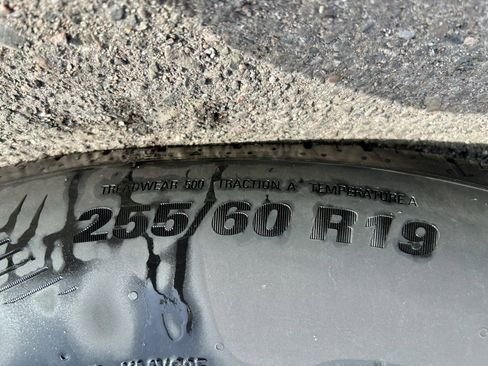 TREADWEAR 500 TRACTION A TEMPERATURE A
255/60 R19